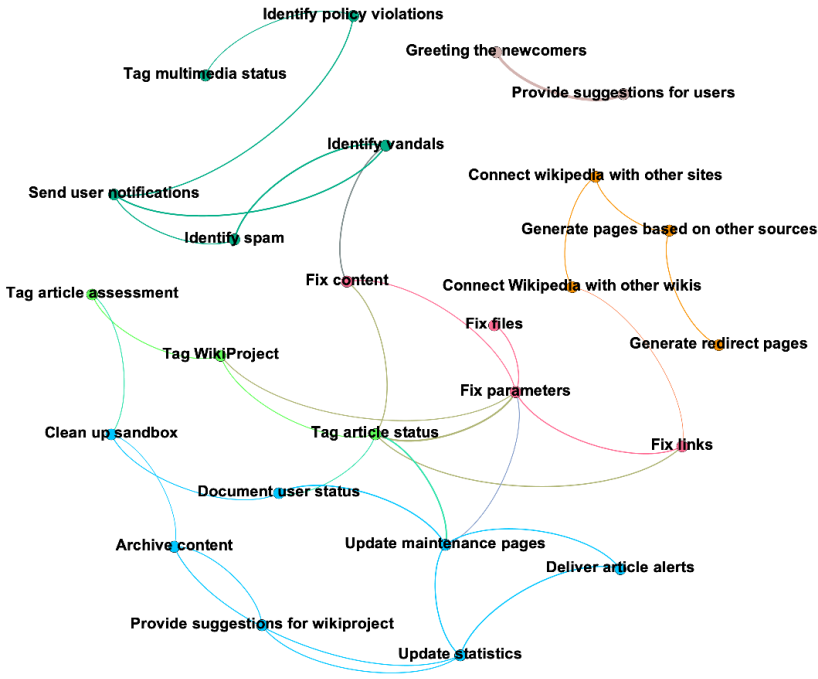 Identify policy violations
Greeting the newcomers
Tag multimedia status
Provide suggestions for users
Identify vandals
Connect wikipedia with other sites
Send user notifications
Generate pages based on other sources
Identify spam
Fix content
Connect Wikipedia with other wikis
Tag article assessment
Fix files
Generate redirect pages
Tag WikiProject
Fix parameters
Clean up sandbox
Tag article status
Fix links
Document user status
Archive content
Update maintenance pages
Deliver article alerts
Provide suggestions for wikiproject
Update statistics